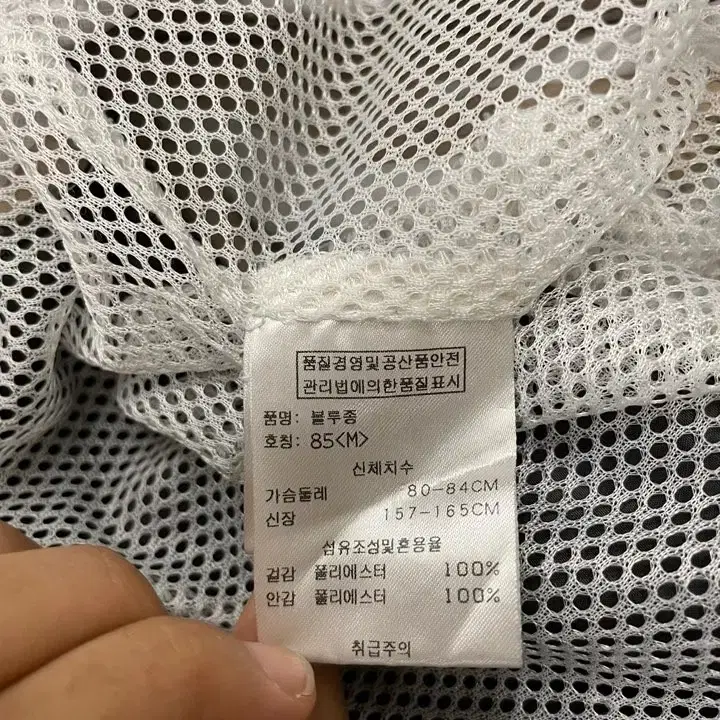 품질경영및공산품안전
관리법에의한품질표시
품명: 볼루종
호칭: 85<M>
신체치수
가슴둘레 80-84CM
신장 157-165CM
섬유조성및혼용율
겉감 폴리에스터 100%
안감 폴리에스터 100%
취급주의